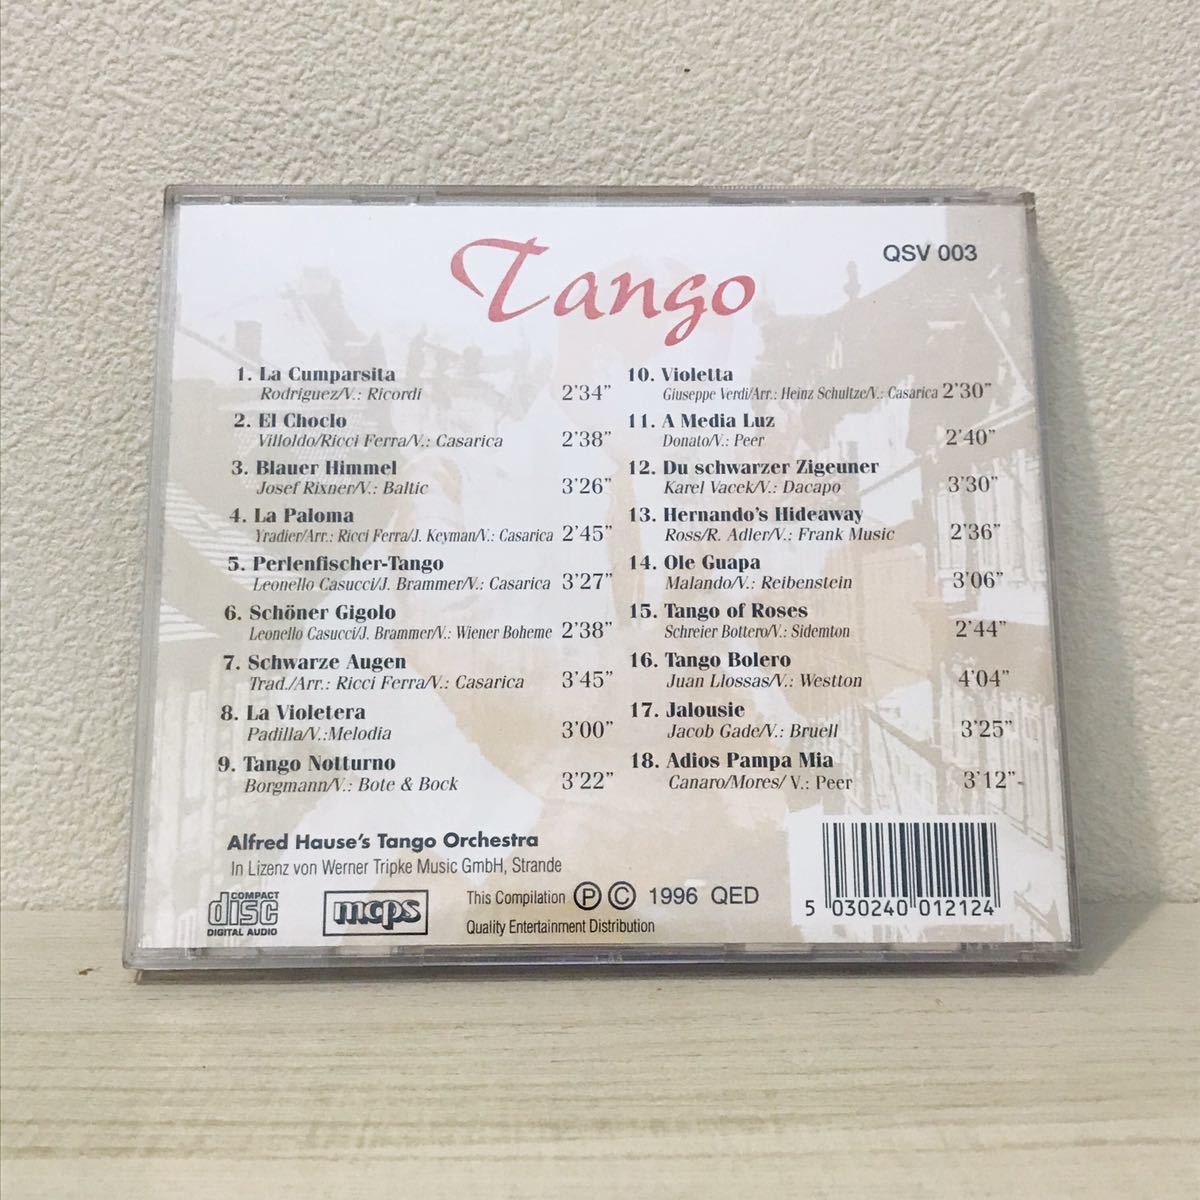 Tango
QSV 003
1. La Cumparsita
Rodriguez/V.: Ricordi 2'34"
2. El Choclo
Villoldo/Ricci Ferra/V.: Casarica 2'38"
3. Blauer Himmel
Josef Rixner/V.: Baltic 3'26"
4. La Paloma
Yradier/Arr.: Ricci Ferra/J. Keyman/V.: Casarica 2'45"
5. Perlenfischer-Tango
Leonello Casucci/J. Brammer/V.: Casarica 3'27"
6. Schöner Gigolo
Leonello Casucci/J. Brammer/V.: Wiener Boheme 2'38"
7. Schwarze Augen
Trad./Arr.: Ricci Ferra/V.: Casarica 3'45"
8. La Violetera
Padilla/V.:Melodia 3'00"
9. Tango Notturno
Borgmann/V.: Bote & Bock 3'22"
10. Violetta
Giuseppe Verdi/Arr.: Heinz Schultze/V.: Casarica 2'30"
11. A Media Luz
Donato/V.: Peer 2'40"
12. Du schwarzer Zigeuner
Karel Vacek/V.: Dacapo 3'30"
13. Hernando's Hideaway
Ross/R. Adler/V.: Frank Music 2'36"
14. Ole Guapa
Malando/V.: Reibenstein 3'06"
15. Tango of Roses
Schreier Bottero/V.: Sidemton 2'44"
16. Tango Bolero
Juan Llossas/V.: Westton 4'04"
17. Jalousie
Jacob Gade/V.: Bruell 3'25"
18. Adios Pampa Mia
Canaro/Mores/ V.: Peer 3'12"-
Alfred Hause's Tango Orchestra
In Lizenz von Werner Tripke Music GmbH, Strande
COMPACT
disc
DIGITAL AUDIO
mcps
This Compilation Ⓟ © 1996 QED
Quality Entertainment Distribution
5 030240 012124